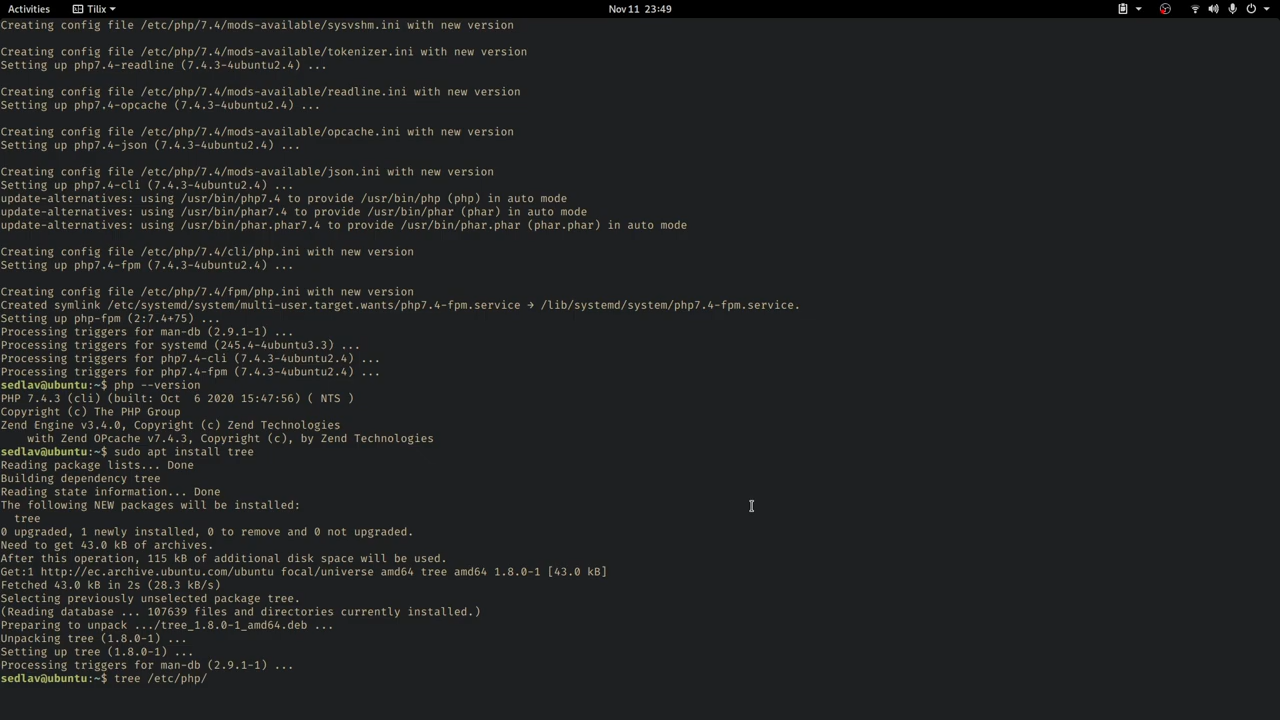 Activities Tilix Nov 11 23:49
Creating config file /etc/php/7.4/mods-available/sysvshm.ini with new version
Creating config file /etc/php/7.4/mods-available/tokenizer.ini with new version
Setting up php7.4-readline (7.4.3-4ubuntu2.4) ...
Creating config file /etc/php/7.4/mods-available/readline.ini with new version
Setting up php7.4-opcache (7.4.3-4ubuntu2.4) ...
Creating config file /etc/php/7.4/mods-available/opcache.ini with new version
Setting up php7.4-json (7.4.3-4ubuntu2.4) ...
Creating config file /etc/php/7.4/mods-available/json.ini with new version
Setting up php7.4-cli (7.4.3-4ubuntu2.4) ...
update-alternatives: using /usr/bin/php7.4 to provide /usr/bin/php (php) in auto mode
update-alternatives: using /usr/bin/phar7.4 to provide /usr/bin/phar (phar) in auto mode
update-alternatives: using /usr/bin/phar.phar7.4 to provide /usr/bin/phar.phar (phar.phar) in auto mode
Creating config file /etc/php/7.4/cli/php.ini with new version
Setting up php7.4-fpm (7.4.3-4ubuntu2.4) ...
Creating config file /etc/php/7.4/fpm/php.ini with new version
Created symlink /etc/systemd/system/multi-user.target.wants/php7.4-fpm.service → /lib/systemd/system/php7.4-fpm.service.
Setting up php-fpm (2:7.4+75) ...
Processing triggers for man-db (2.9.1-1) ...
Processing triggers for systemd (245.4-4ubuntu3.3) ...
Processing triggers for php7.4-cli (7.4.3-4ubuntu2.4) ...
Processing triggers for php7.4-fpm (7.4.3-4ubuntu2.4) ...
sedlav@ubuntu:~$ php --version
PHP 7.4.3 (cli) (built: Oct  6 2020 15:47:56) ( NTS )
Copyright (c) The PHP Group
Zend Engine v3.4.0, Copyright (c) Zend Technologies
    with Zend OPcache v7.4.3, Copyright (c), by Zend Technologies
sedlav@ubuntu:~$ sudo apt install tree
Reading package lists... Done
Building dependency tree
Reading state information... Done
The following NEW packages will be installed:
  tree
0 upgraded, 1 newly installed, 0 to remove and 0 not upgraded.
Need to get 43.0 kB of archives.
After this operation, 115 kB of additional disk space will be used.
Get:1 http://ec.archive.ubuntu.com/ubuntu focal/universe amd64 tree amd64 1.8.0-1 [43.0 kB]
Fetched 43.0 kB in 2s (28.3 kB/s)
Selecting previously unselected package tree.
(Reading database ... 107639 files and directories currently installed.)
Preparing to unpack .../tree_1.8.0-1_amd64.deb ...
Unpacking tree (1.8.0-1) ...
Setting up tree (1.8.0-1) ...
Processing triggers for man-db (2.9.1-1) ...
sedlav@ubuntu:~$ tree /etc/php/